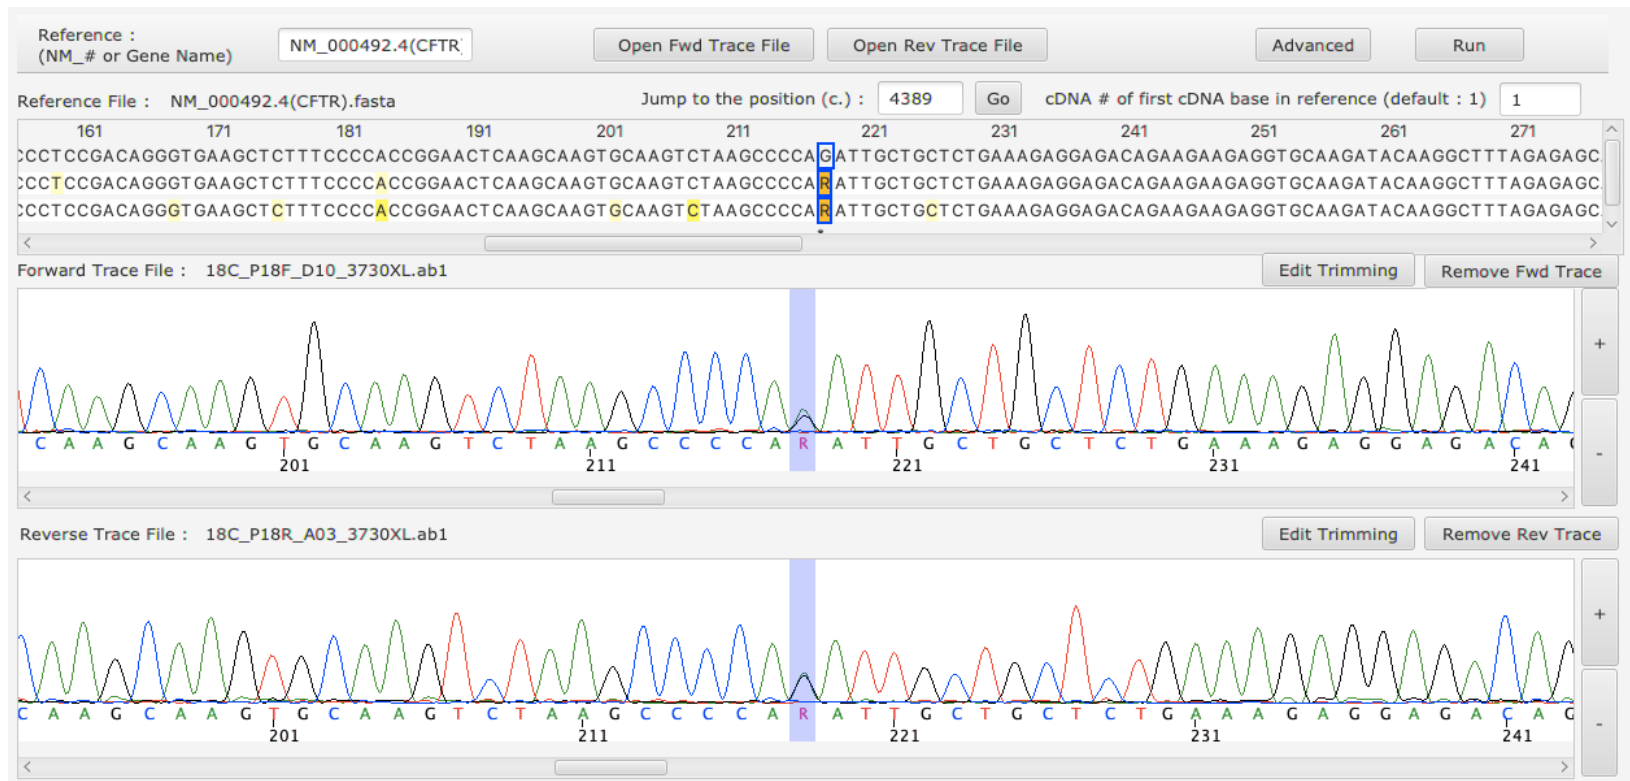 Reference :
(NM_# or Gene Name)
NM_000492.4(CFTR)
Open Fwd Trace File
Open Rev Trace File
Advanced
Run
Reference File : NM_000492.4(CFTR).fasta
Jump to the position (c.) : 4389
Go
cDNA # of first cDNA base in reference (default : 1) 1
161 171 181 191 201 211 221 231 241 251 261 271
CCCTCCGACAGGGTGAAGCTCTTTCCCCACCGGAACTCAAGCAAGTGCAAGTCTAAGCCCCAGATTGCTGCTCTGAAAGAGGAGACAGAAGAAGAGGTGCAAGATACAAGGCTTTAGAGAGC
CCCTCCGACAGGGTGAAGCTCTTTCCCCACCGGAACTCAAGCAAGTGCAAGTCTAAGCCCCARATTGCTGCTCTGAAAGAGGAGACAGAAGAAGAGGTGCAAGATACAAGGCTTTAGAGAGC
CCCTCCGACAGGGTGAAGCTCTTTCCCCACCGGAACTCAAGCAAGTGCAAGTCTAAGCCCCARATTGCTGCTCTGAAAGAGGAGACAGAAGAAGAGGTGCAAGATACAAGGCTTTAGAGAGC
*
Forward Trace File : 18C_P18F_D10_3730XL.ab1
Edit Trimming
Remove Fwd Trace
+
C A A G C A A G T G C A A G T C T A A G C C C C A R A T T G C T G C T C T G A A A G A G G A G A C A G
201 211 221 231 241
-
Reverse Trace File : 18C_P18R_A03_3730XL.ab1
Edit Trimming
Remove Rev Trace
+
C A A G C A A G T G C A A G T C T A A G C C C C A R A T T G C T G C T C T G A A A G A G G A G A C A G
201 211 221 231 241
-